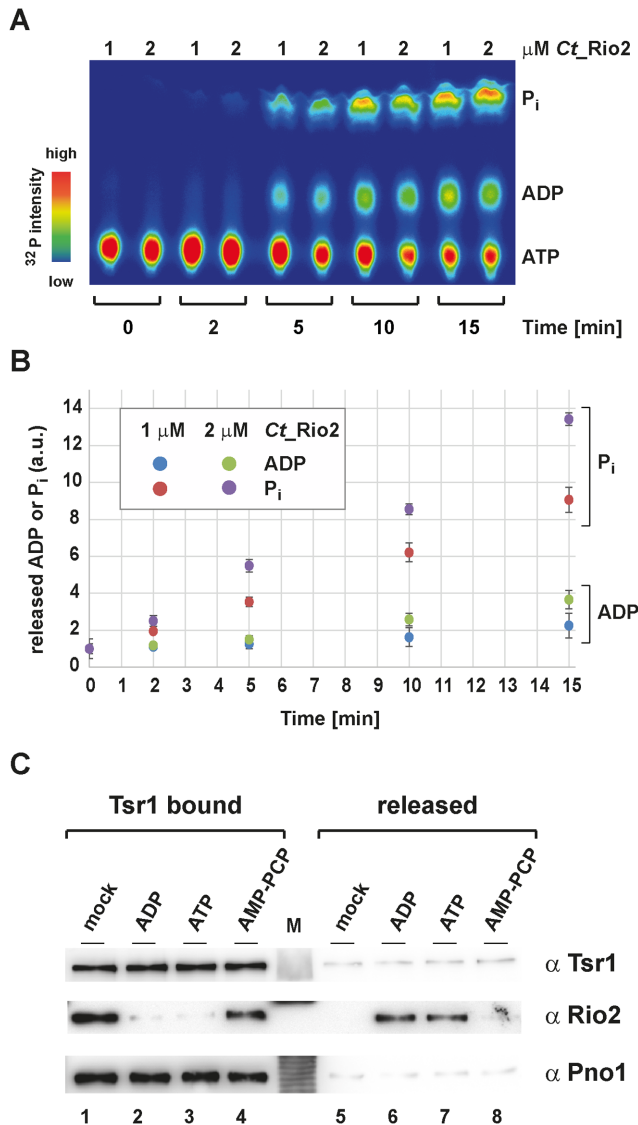 A
1 2 1 2 1 2 1 2 1 2 μM Ct_Rio2
Pi
high
ADP
32P intensity
ATP
low
0 2 5 10 15 Time [min]
B
14
12
10
8
6
4
2
0
released ADP or Pi (a.u.)
1 μM 2 μM Ct_Rio2
ADP
Pi
Pi
ADP
0 1 2 3 4 5 6 7 8 9 10 11 12 13 14 15
Time [min]
C
Tsr1 bound released
mock ADP ATP AMP-PCP M mock ADP ATP AMP-PCP
α Tsr1
α Rio2
α Pno1
1 2 3 4 5 6 7 8